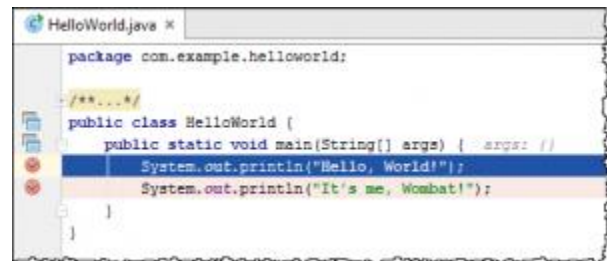 HelloWorld.java
package com.example.helloworld;
/**...*/
public class HelloWorld {
public static void main(String[] args) { args: {}
System.out.println("Hello, World!");
System.out.println("It's me, Wombat!");
}
}